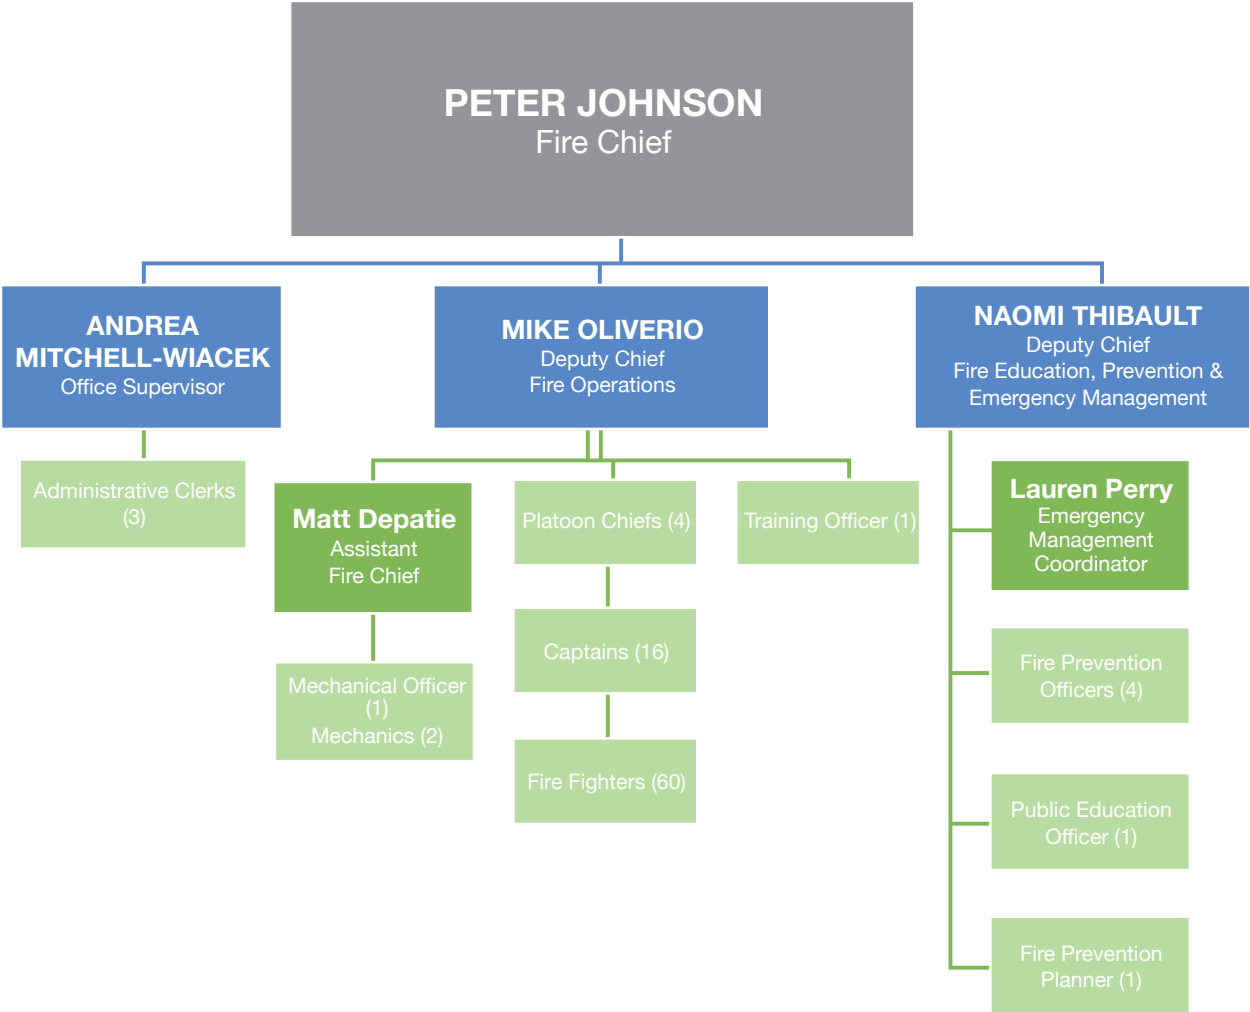 PETER JOHNSON
Fire Chief
ANDREA
MITCHELL-WIACEK
Office Supervisor
MIKE OLIVERIO
Deputy Chief
Fire Operations
NAOMI THIBAULT
Deputy Chief
Fire Education, Prevention &
Emergency Management
Administrative Clerks
(3)
Matt Depatie
Assistant
Fire Chief
Mechanical Officer
(1)
Mechanics (2)
Platoon Chiefs (4)
Captains (16)
Fire Fighters (60)
Training Officer (1)
Lauren Perry
Emergency
Management
Coordinator
Fire Prevention
Officers (4)
Public Education
Officer (1)
Fire Prevention
Planner (1)